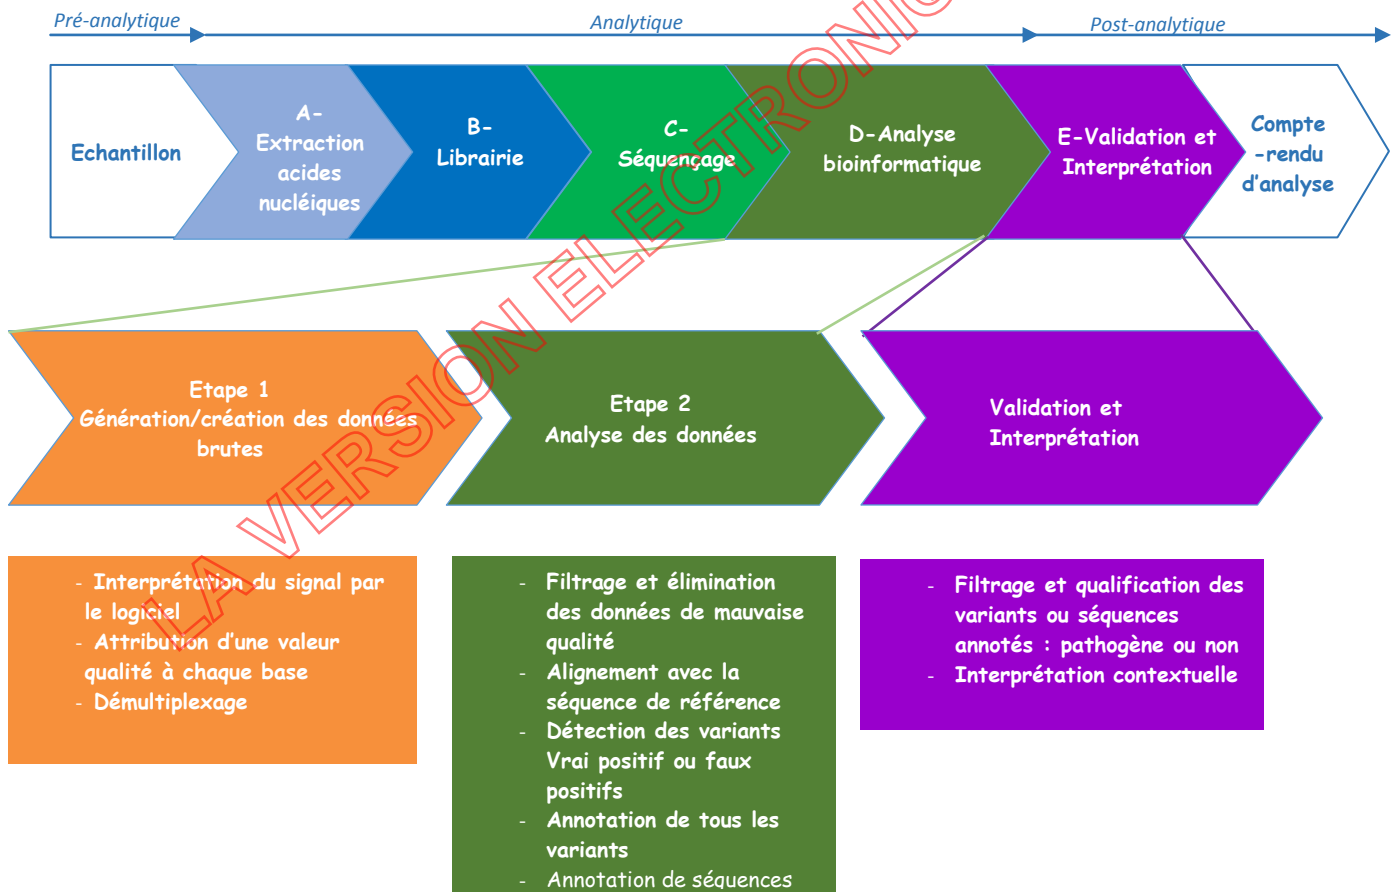 Pré-analytique
Analytique
Post-analytique
Echantillon
A-
Extraction
acides
nucléiques
B-
Librairie
C-
Séquençage
D-Analyse
bioinformatique
E-Validation et
Interprétation
Compte
-rendu
d'analyse
Etape 1
Génération/création des données
brutes
Etape 2
Analyse des données
Validation et
Interprétation
- Interprétation du signal par
le logiciel
- Attribution d'une valeur
qualité à chaque base
- Démultiplexage
- Filtrage et élimination
des données de mauvaise
qualité
- Alignement avec la
séquence de référence
- Détection des variants
Vrai positif ou faux
positifs
- Annotation de tous les
variants
- Annotation de séquences
- Filtrage et qualification des
variants ou séquences
annotés : pathogène ou non
- Interprétation contextuelle
LA VERSION ELECTRONIQ